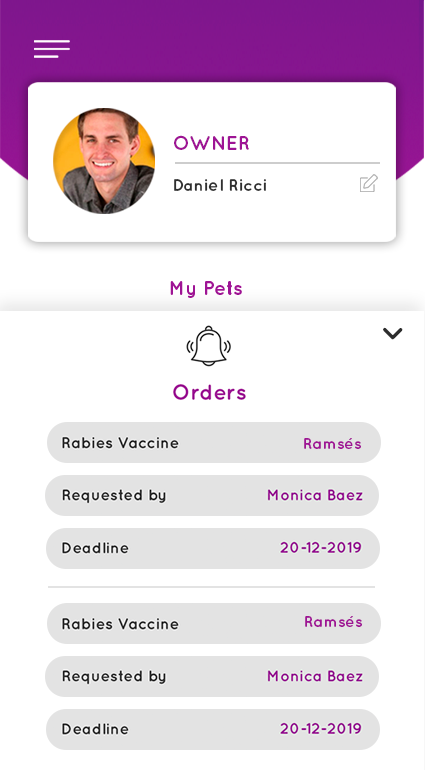 OWNER
Daniel Ricci
My Pets
Orders
Rabies Vaccine Ramsés
Requested by Monica Baez
Deadline 20-12-2019
Rabies Vaccine Ramsés
Requested by Monica Baez
Deadline 20-12-2019